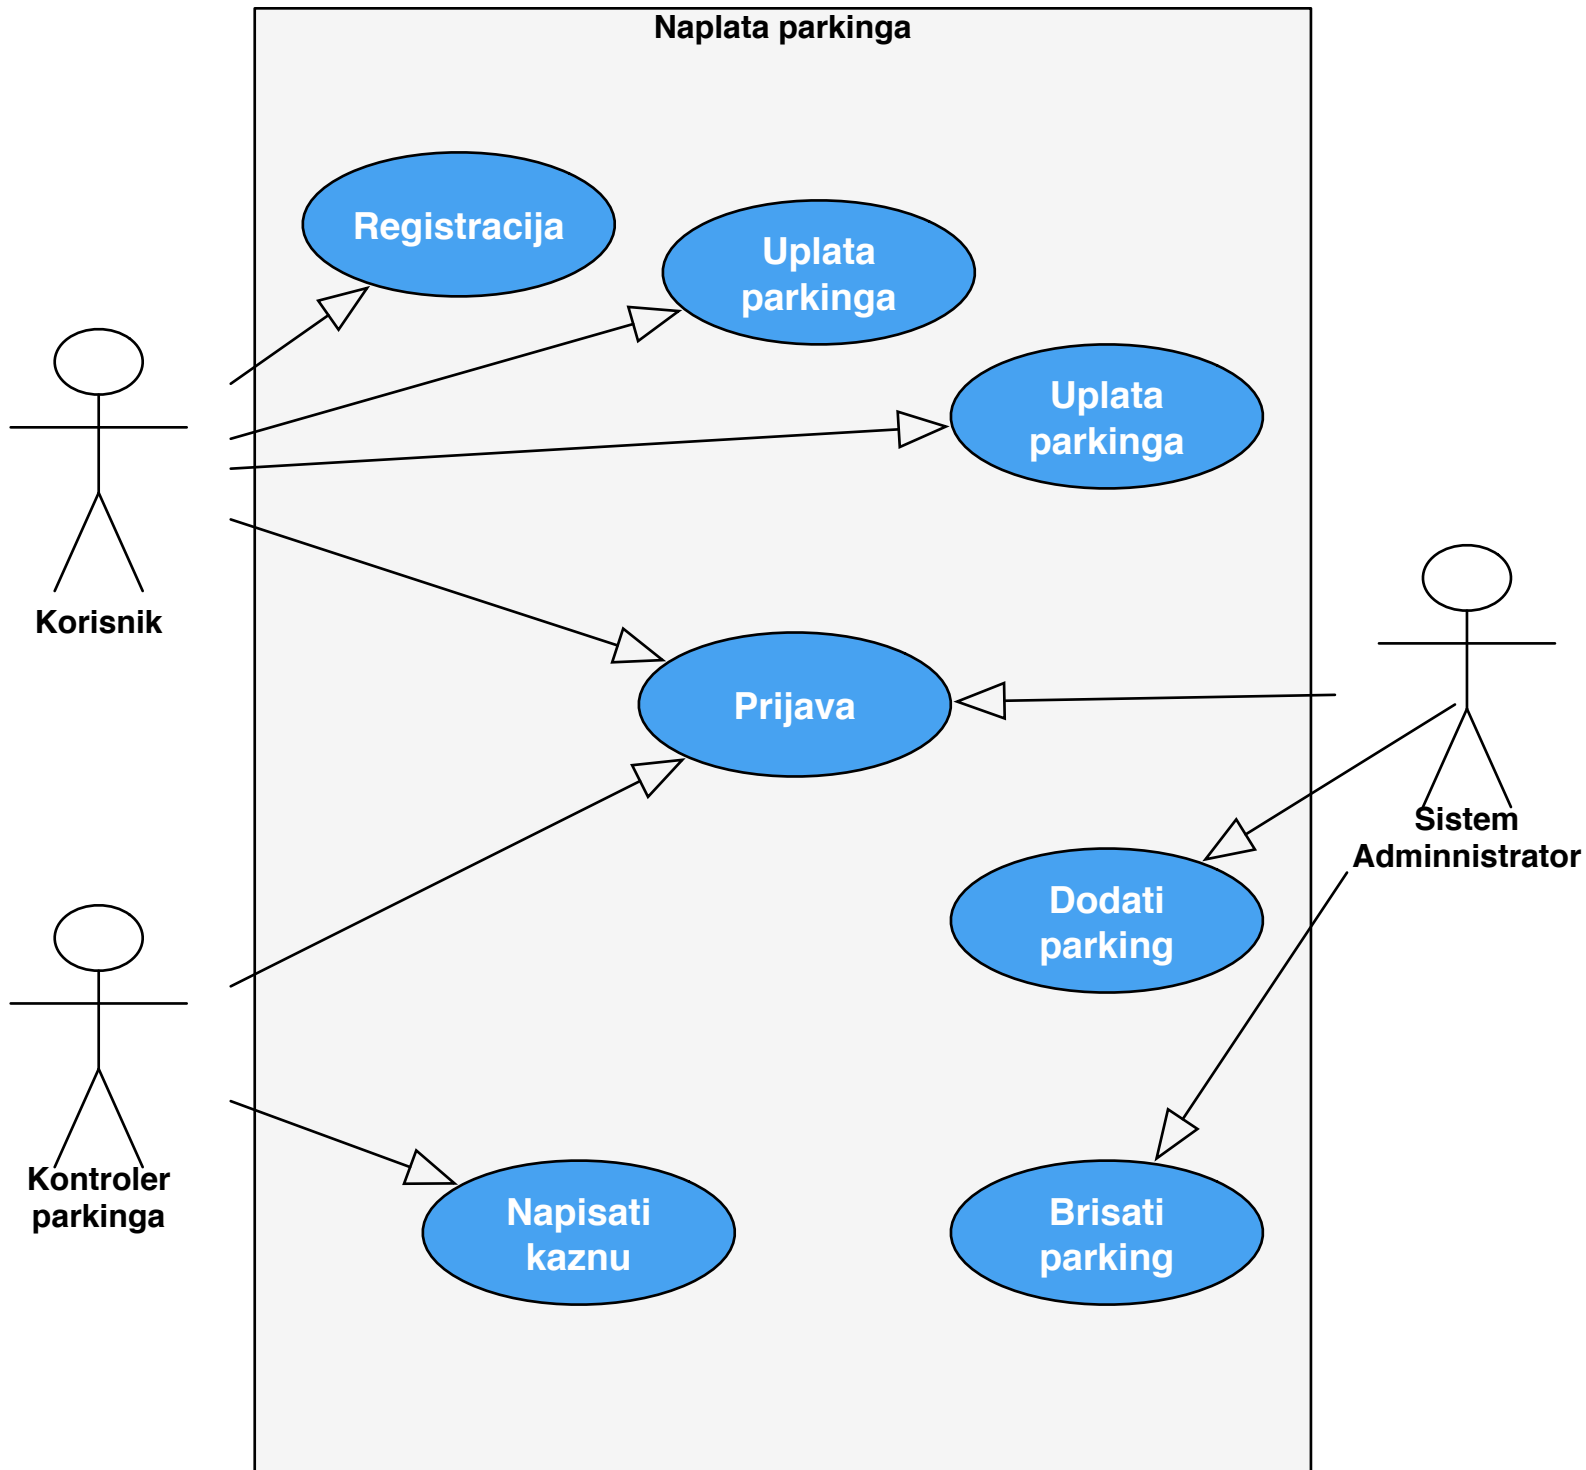 Naplata parkinga
Registracija
Uplata
parkinga
Uplata
parkinga
Korisnik
Prijava
Sistem
Adminnistrator
Dodati
parking
Kontroler
parkinga
Napisati
kaznu
Brisati
parking